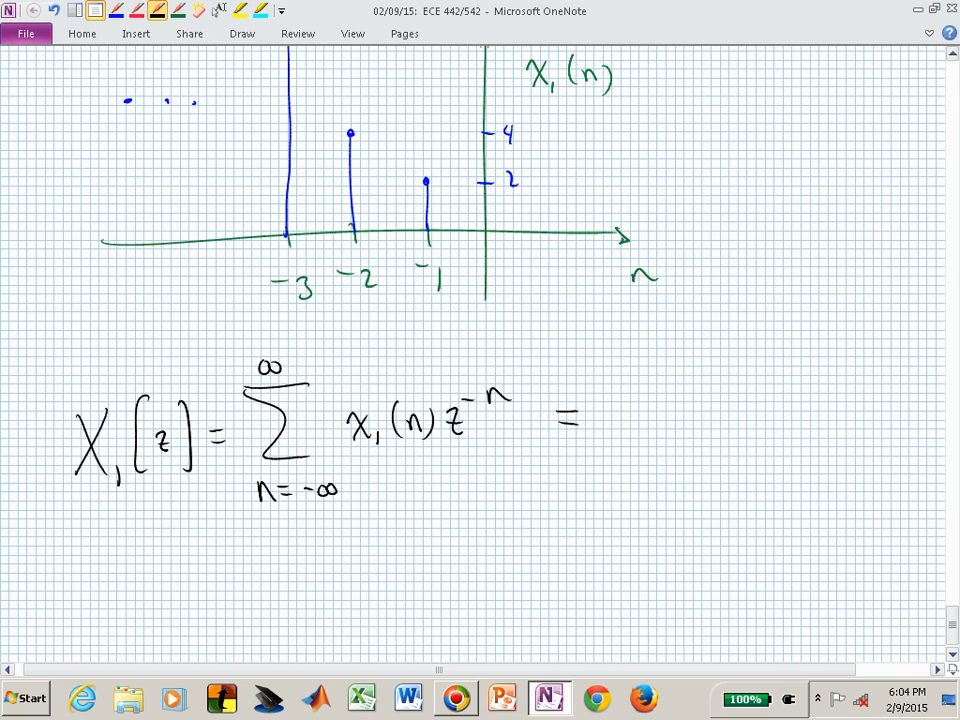 02/09/15: ECE 442/542 - Microsoft OneNote
File Home Insert Share Draw Review View Pages
x₁(n)
- 4
- 2
-3 -2 -1 n
X₁[z] = ∑_{n=-∞}^{∞} x₁(n) z^{-n} =
Start 100% 6:04 PM
2/9/2015